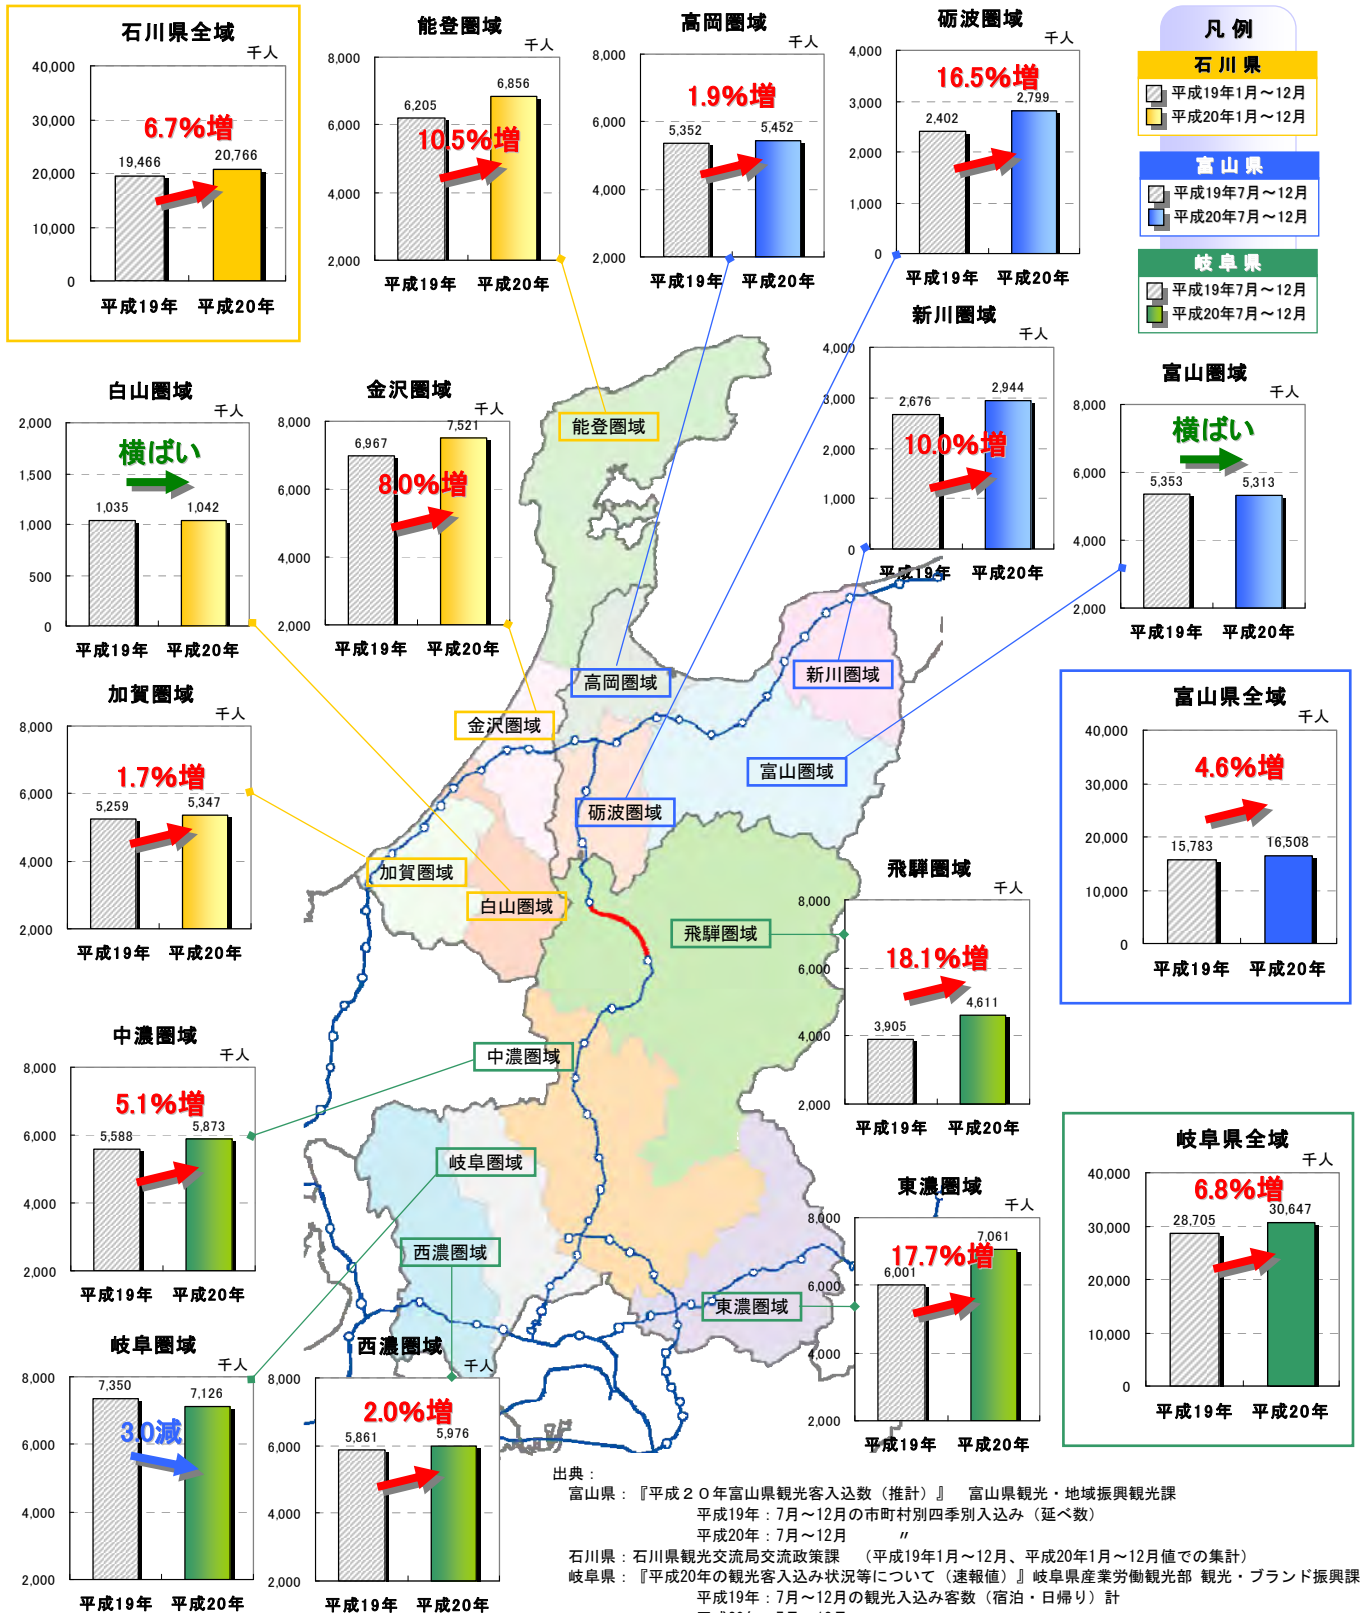 石川県全域
千人
40,000
30,000
20,000
10,000
0
6.7%増
19,466
20,766
平成19年 平成20年
能登圏域
千人
8,000
6,000
4,000
2,000
6,205
6,856
10.5%増
平成19年 平成20年
高岡圏域
千人
8,000
6,000
4,000
2,000
1.9%増
5,352
5,452
平成19年 平成20年
砺波圏域
千人
4,000
3,000
2,000
1,000
0
16.5%増
2,402
2,799
平成19年 平成20年
凡例
石川県
平成19年1月～12月
平成20年1月～12月
富山県
平成19年7月～12月
平成20年7月～12月
岐阜県
平成19年7月～12月
平成20年7月～12月
白山圏域
千人
2,000
1,500
1,000
500
0
横ばい
1,035
1,042
平成19年 平成20年
金沢圏域
千人
8,000
6,000
4,000
2,000
6,967
7,521
8.0%増
平成19年 平成20年
新川圏域
千人
4,000
3,000
2,000
1,000
0
2,676
2,944
10.0%増
平成19年 平成20年
富山圏域
千人
8,000
6,000
4,000
2,000
横ばい
5,353
5,313
平成19年 平成20年
加賀圏域
千人
8,000
6,000
4,000
2,000
1.7%増
5,259
5,347
平成19年 平成20年
富山県全域
千人
40,000
30,000
20,000
10,000
0
4.6%増
15,783
16,508
平成19年 平成20年
能登圏域
高岡圏域
新川圏域
金沢圏域
富山圏域
砺波圏域
加賀圏域
白山圏域
飛騨圏域
中濃圏域
岐阜圏域
西濃圏域
東濃圏域
飛騨圏域
千人
8,000
6,000
4,000
2,000
18.1%増
3,905
4,611
平成19年 平成20年
中濃圏域
千人
8,000
6,000
4,000
2,000
5.1%増
5,588
5,873
平成19年 平成20年
東濃圏域
千人
8,000
6,000
4,000
2,000
17.7%増
6,001
7,061
平成19年 平成20年
岐阜県全域
千人
40,000
30,000
20,000
10,000
0
6.8%増
28,705
30,647
平成19年 平成20年
岐阜圏域
千人
8,000
6,000
4,000
2,000
7,350
7,126
3.0減
平成19年 平成20年
西濃圏域
千人
8,000
6,000
4,000
2,000
2.0%増
5,861
5,976
平成19年 平成20年
出典：
富山県：『平成２０年富山県観光客入込数（推計）』 富山県観光・地域振興観光課
平成19年：7月～12月の市町村別四季別入込み（延べ数）
平成20年：7月～12月 〃
石川県：石川県観光交流局交流政策課 （平成19年1月～12月、平成20年1月～12月値での集計）
岐阜県：『平成20年の観光客入込み状況等について（速報値）』岐阜県産業労働観光部 観光・ブランド振興課
平成19年：7月～12月の観光入込み客数（宿泊・日帰り）計